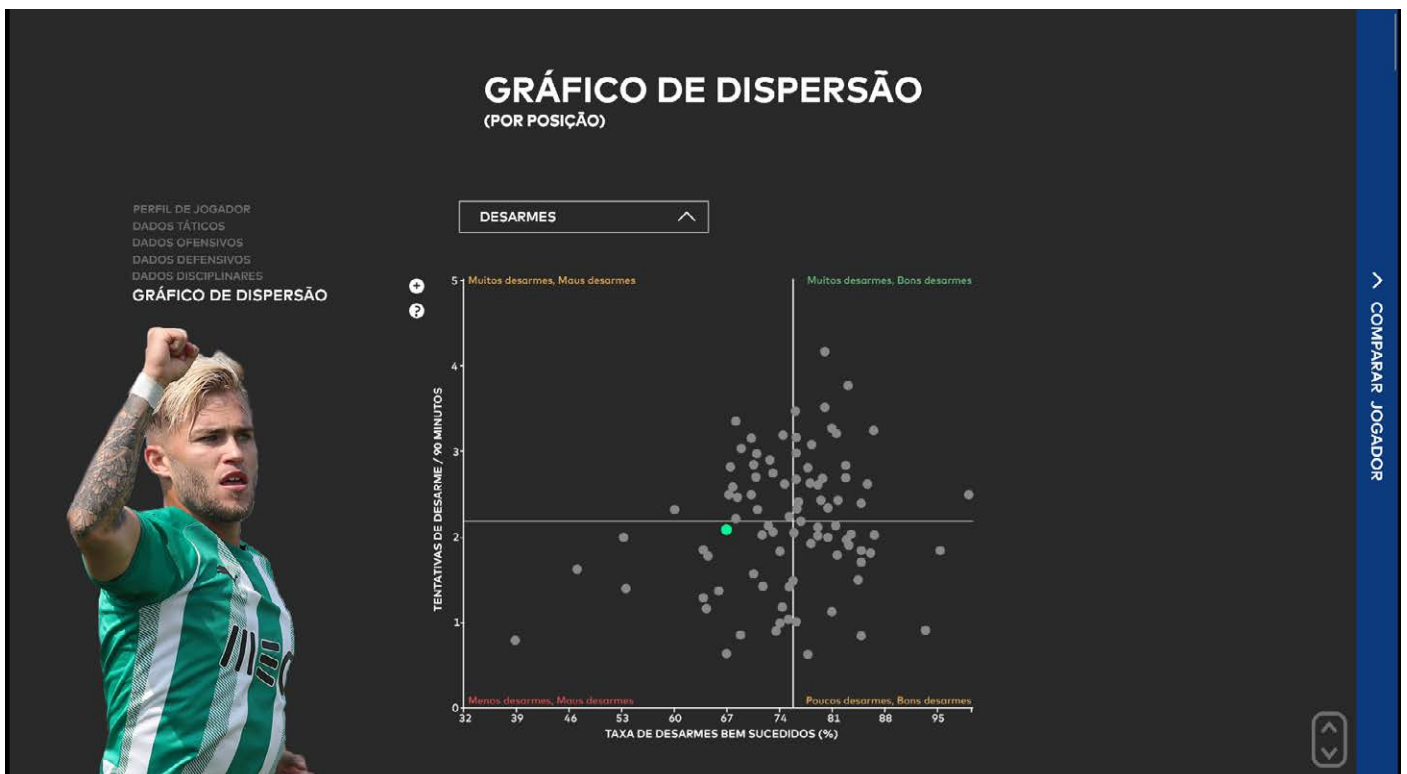 GRÁFICO DE DISPERSÃO
(POR POSIÇÃO)
PERFIL DE JOGADOR
DADOS TÁTICOS
DADOS OFENSIVOS
DADOS DEFENSIVOS
DADOS DISCIPLINARES
GRÁFICO DE DISPERSÃO
DESARMES
+
?
Muitos desarmes, Maus desarmes
Muitos desarmes, Bons desarmes
5
4
3
2
1
0
TENTATIVAS DE DESARME / 90 MINUTOS
Menos desarmes, Maus desarmes
Poucos desarmes, Bons desarmes
32 39 46 53 60 67 74 81 88 95
TAXA DE DESARMES BEM SUCEDIDOS (%)
COMPARAR JOGADOR